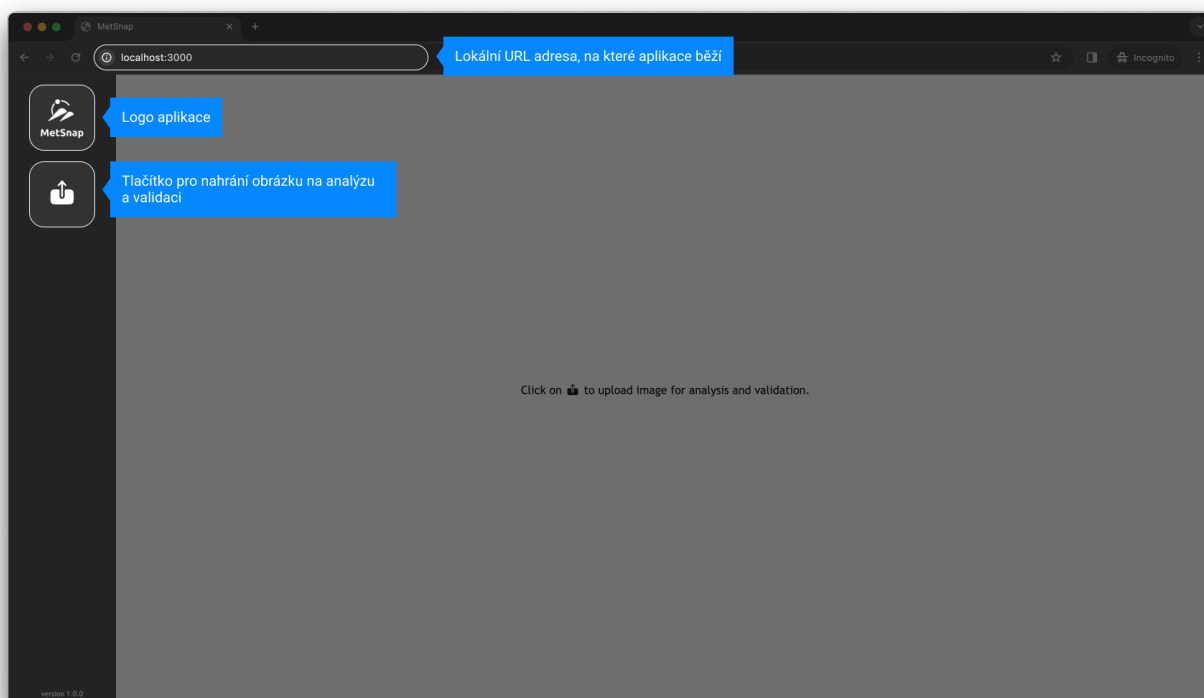 MetSnap
localhost:3000
Lokální URL adresa, na které aplikace běží
Incognito
MetSnap
Logo aplikace
Tlačítko pro nahrání obrázku na analýzu
a validaci
Click on to upload image for analysis and validation.
version 1.0.0